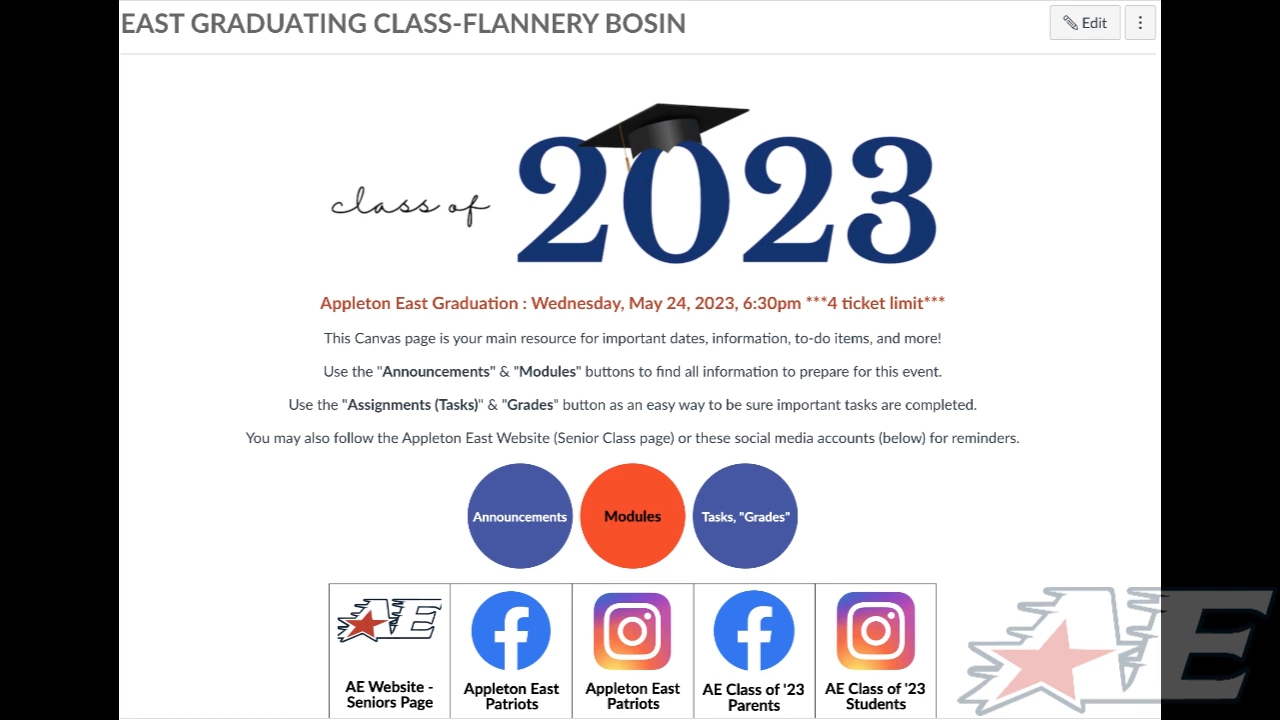 EAST GRADUATING CLASS-FLANNERY BOSIN
Edit
class of 2023
Appleton East Graduation : Wednesday, May 24, 2023, 6:30pm ***4 ticket limit***
This Canvas page is your main resource for important dates, information, to-do items, and more!
Use the "Announcements" & "Modules" buttons to find all information to prepare for this event.
Use the "Assignments (Tasks)" & "Grades" button as an easy way to be sure important tasks are completed.
You may also follow the Appleton East Website (Senior Class page) or these social media accounts (below) for reminders.
Announcements
Modules
Tasks, "Grades"
AE
AE Website -
Seniors Page
Appleton East
Patriots
Appleton East
Patriots
AE Class of '23
Parents
AE Class of '23
Students
AE